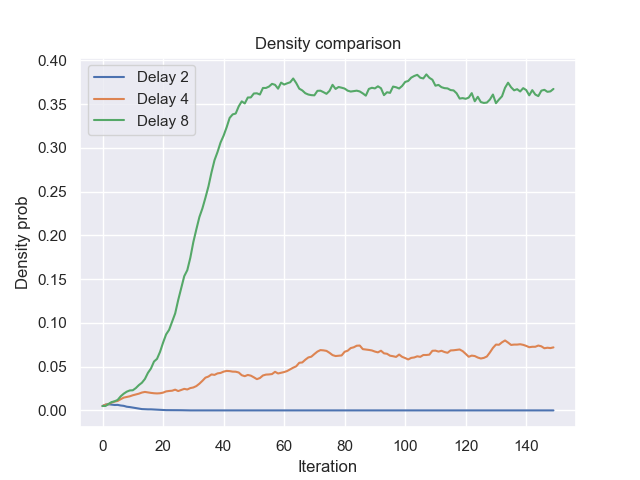 Density comparison
Delay 2
Delay 4
Delay 8
Density prob
0.40
0.35
0.30
0.25
0.20
0.15
0.10
0.05
0.00
0 20 40 60 80 100 120 140
Iteration